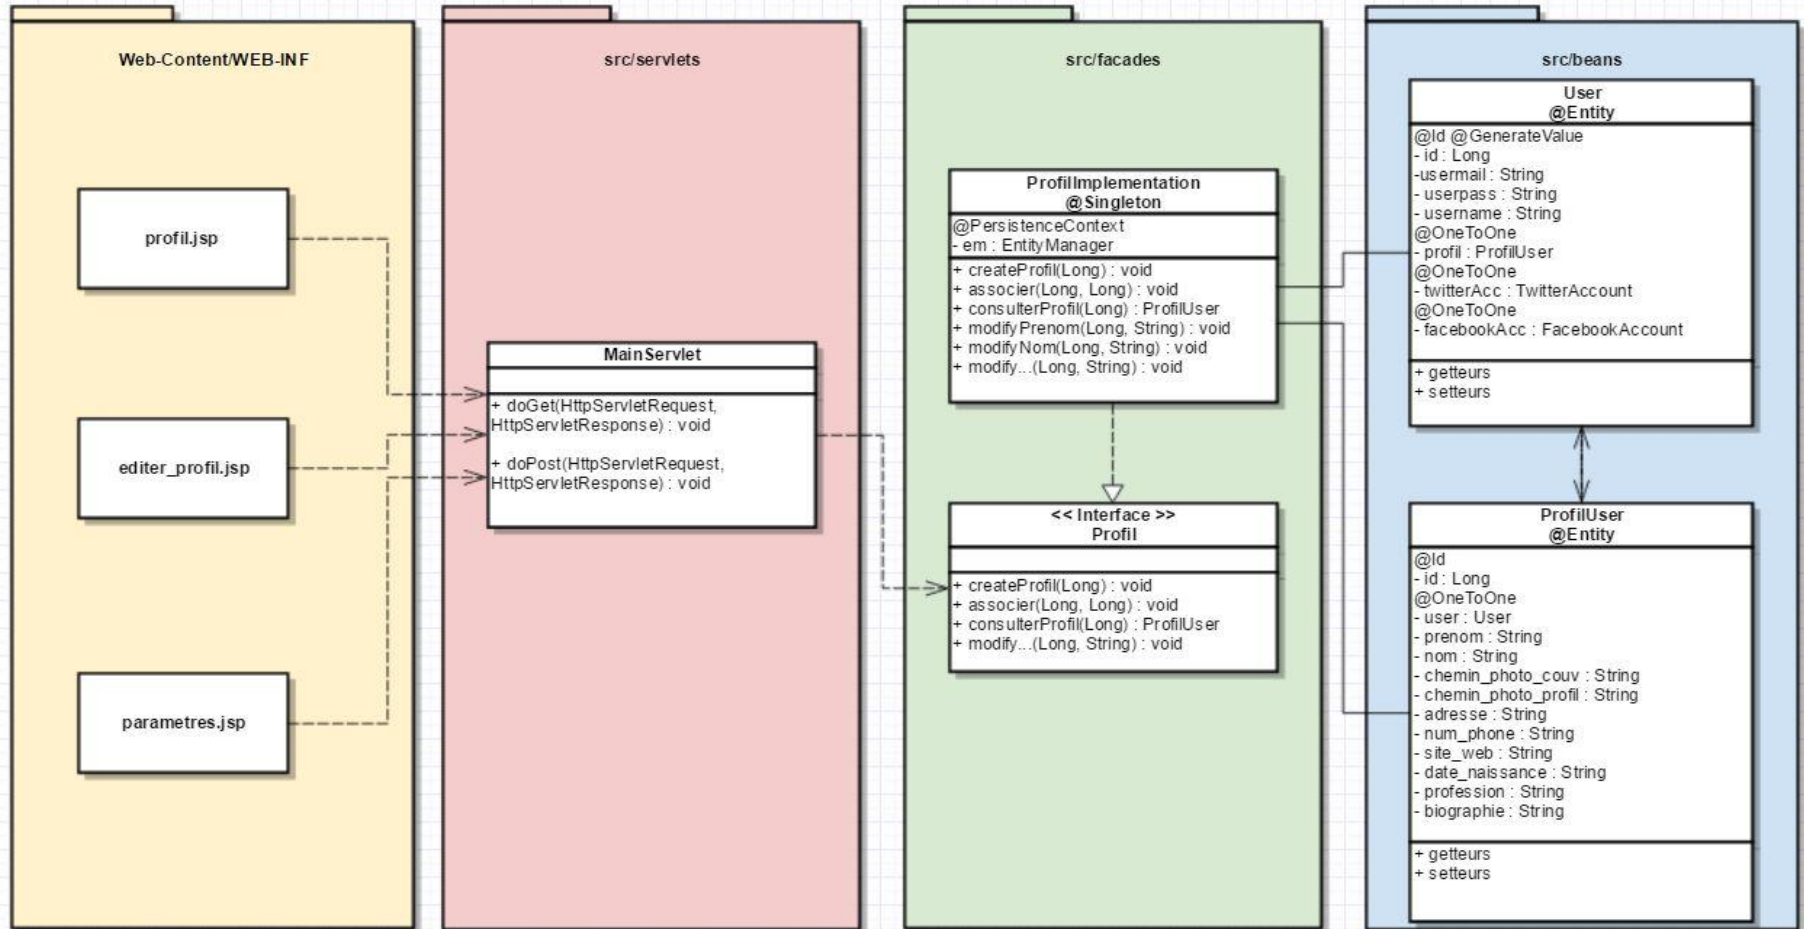 Web-Content/WEB-INF
profil.jsp
editer_profil.jsp
parametres.jsp
src/servlets
MainServlet
+ doGet(HttpServletRequest,
HttpServletResponse) : void
+ doPost(HttpServletRequest,
HttpServletResponse) : void
src/facades
ProfilImplementation
@Singleton
@PersistenceContext
- em : EntityManager
+ createProfil(Long) : void
+ associer(Long, Long) : void
+ consulterProfil(Long) : ProfilUser
+ modifyPrenom(Long, String) : void
+ modifyNom(Long, String) : void
+ modify...(Long, String) : void
<< Interface >>
Profil
+ createProfil(Long) : void
+ associer(Long, Long) : void
+ consulterProfil(Long) : ProfilUser
+ modify...(Long, String) : void
src/beans
User
@Entity
@Id @GenerateValue
- id : Long
-usermail : String
- userpass : String
- username : String
@OneToOne
- profil : ProfilUser
@OneToOne
- twitterAcc : TwitterAccount
@OneToOne
- facebookAcc : FacebookAccount
+ getteurs
+ setteurs
ProfilUser
@Entity
@Id
- id : Long
@OneToOne
- user : User
- prenom : String
- nom : String
- chemin_photo_couv : String
- chemin_photo_profil : String
- adresse : String
- num_phone : String
- site_web : String
- date_naissance : String
- profession : String
- biographie : String
+ getteurs
+ setteurs